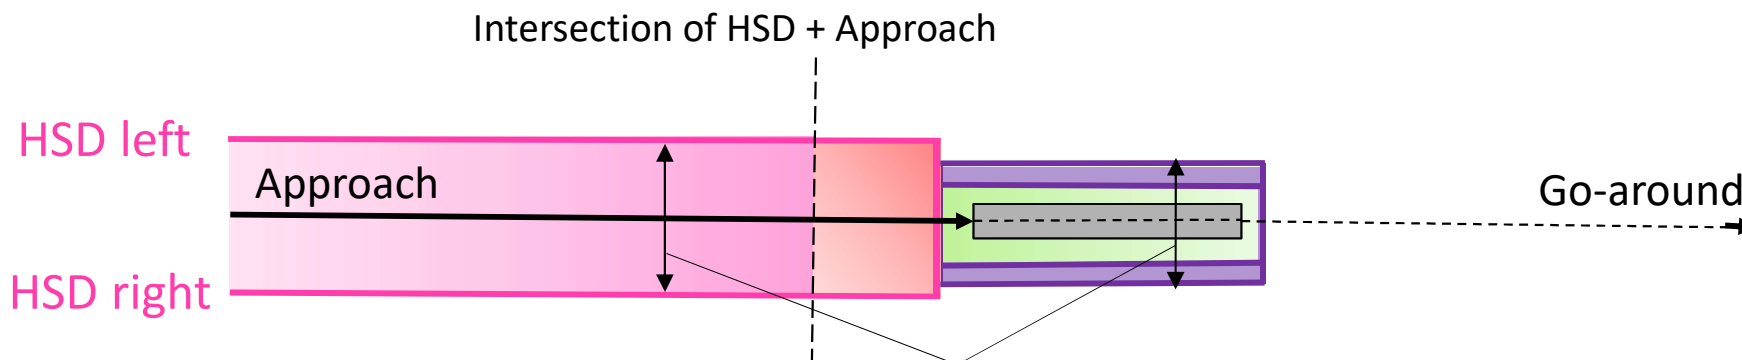 Intersection of HSD + Approach
HSD left
Approach
Go-around
HSD right